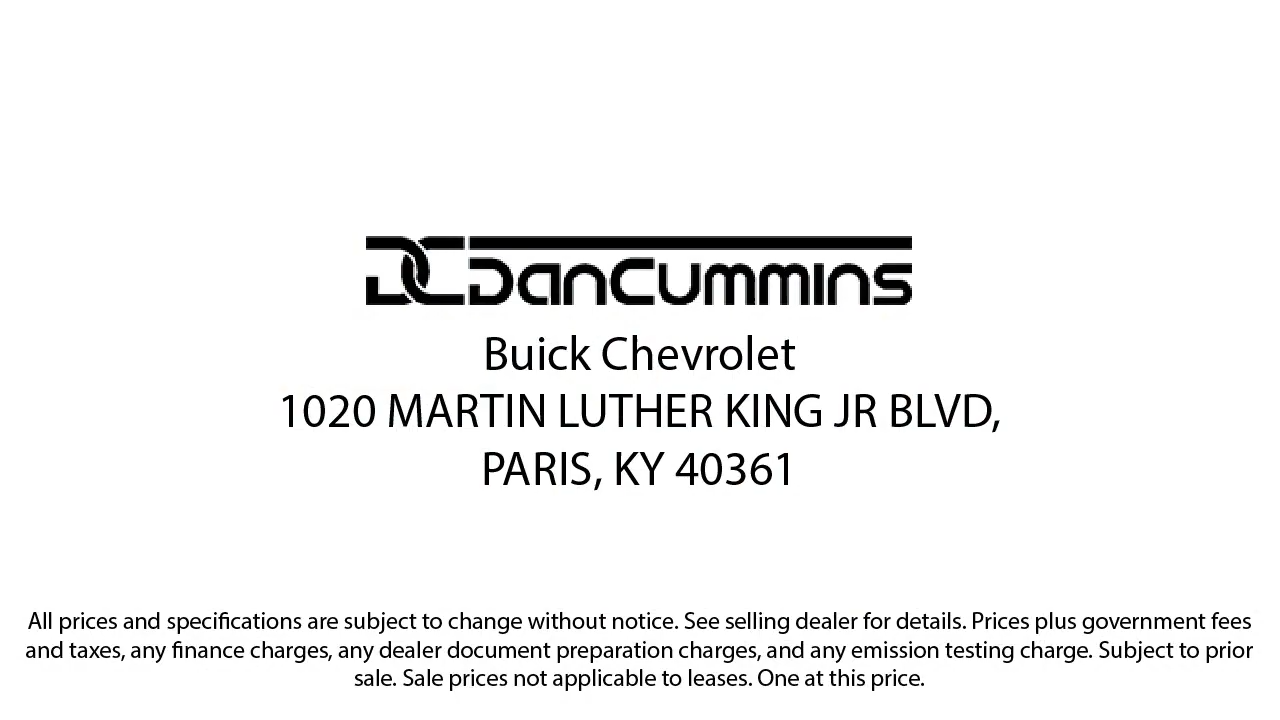 DC DanCummins
Buick Chevrolet
1020 MARTIN LUTHER KING JR BLVD,
PARIS, KY 40361
All prices and specifications are subject to change without notice. See selling dealer for details. Prices plus government fees
and taxes, any finance charges, any dealer document preparation charges, and any emission testing charge. Subject to prior
sale. Sale prices not applicable to leases. One at this price.